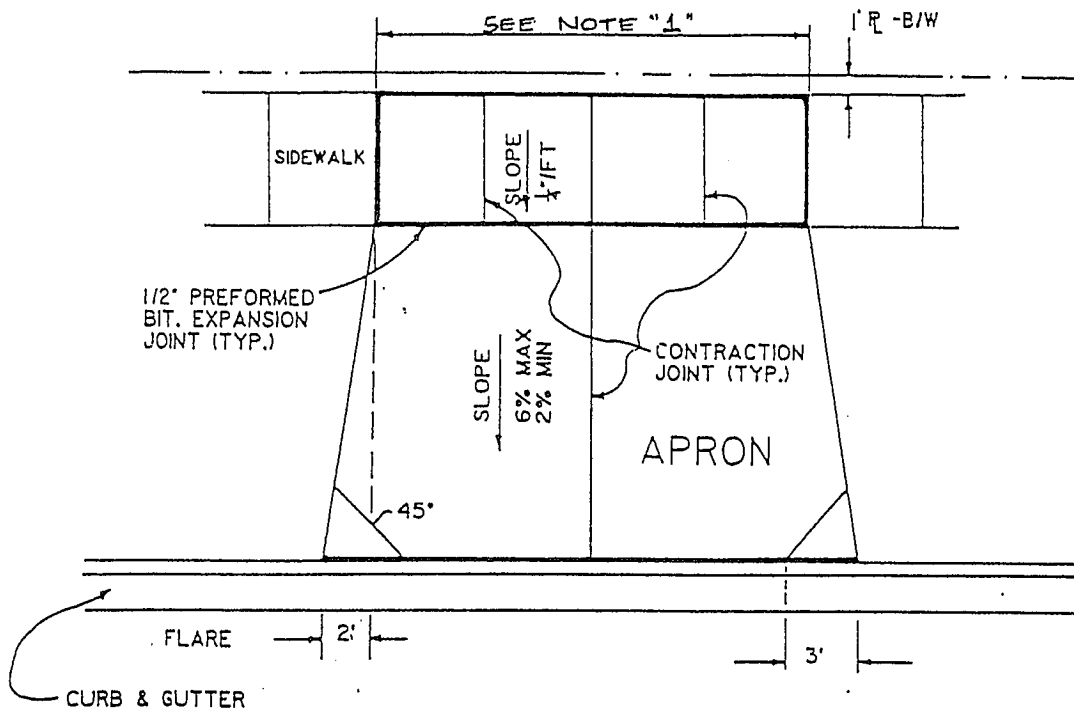 SEE NOTE "1"
1' ℞ -B/W
SIDEWALK
SLOPE
1/4"/FT
1/2" PREFORMED
BIT. EXPANSION
JOINT (TYP.)
SLOPE
6% MAX
2% MIN
CONTRACTION
JOINT (TYP.)
APRON
45°
FLARE
2'
3'
CURB & GUTTER